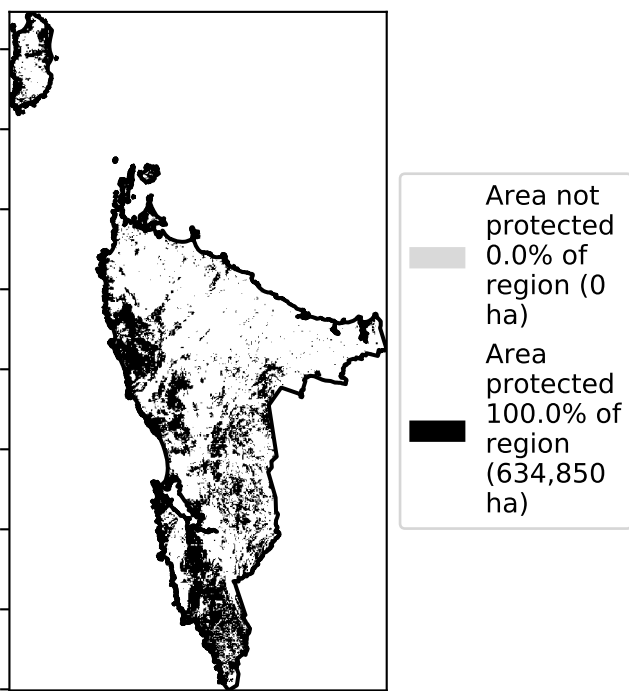 Area not
protected
0.0% of
region (0
ha)
Area
protected
100.0% of
region
(634,850
ha)